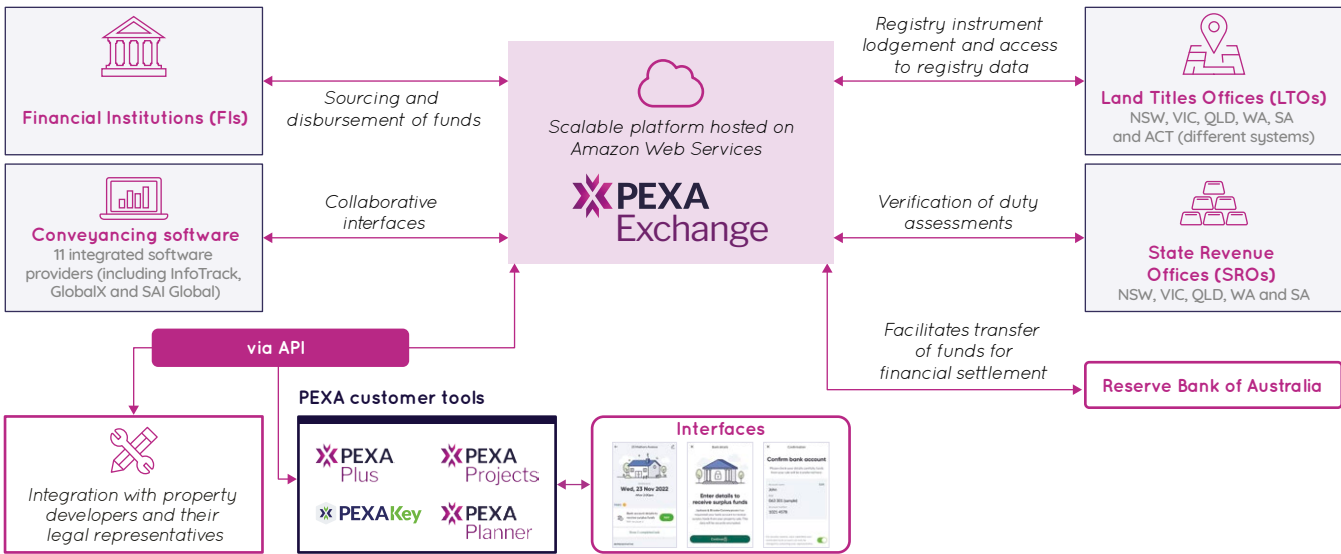 Financial Institutions (FIs)
Sourcing and
disbursement of funds
Conveyancing software
11 integrated software
providers (including InfoTrack,
GlobalX and SAI Global)
Collaborative
interfaces
Scalable platform hosted on
Amazon Web Services
PEXA
Exchange
Registry instrument
lodgement and access
to registry data
Land Titles Offices (LTOs)
NSW, VIC, QLD, WA, SA
and ACT (different systems)
Verification of duty
assessments
State Revenue
Offices (SROs)
NSW, VIC, QLD, WA and SA
Facilitates transfer
of funds for
financial settlement
Reserve Bank of Australia
via API
Integration with property
developers and their
legal representatives
PEXA customer tools
PEXA
Plus
PEXA
Projects
PEXAKey
PEXA
Planner
Interfaces
Wed, 23 Nov 2022
Enter details to
receive surplus funds
Confirmation
Confirm bank account
John